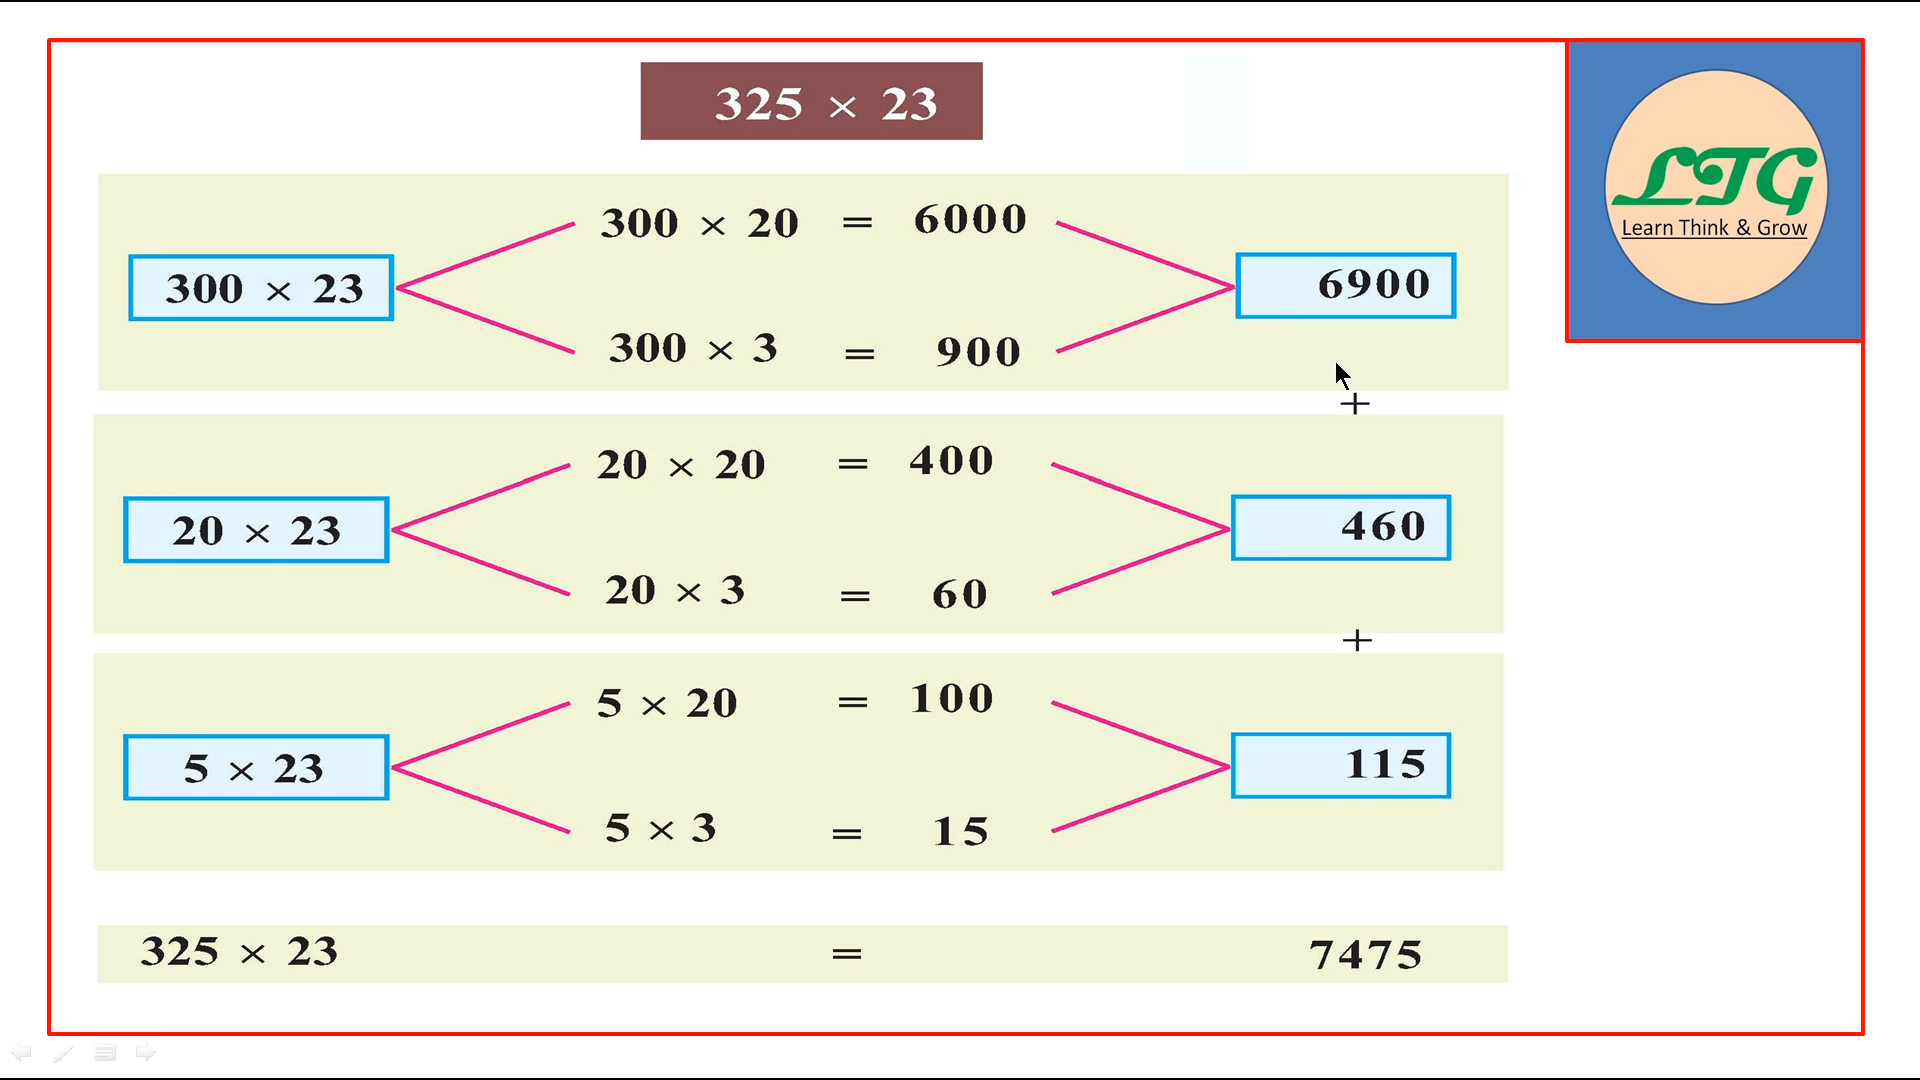 325 × 23
LTG
Learn Think & Grow
300 × 20 = 6000
300 × 23
6900
300 × 3 = 900
+
20 × 20 = 400
20 × 23
460
20 × 3 = 60
+
5 × 20 = 100
5 × 23
115
5 × 3 = 15
325 × 23 = 7475